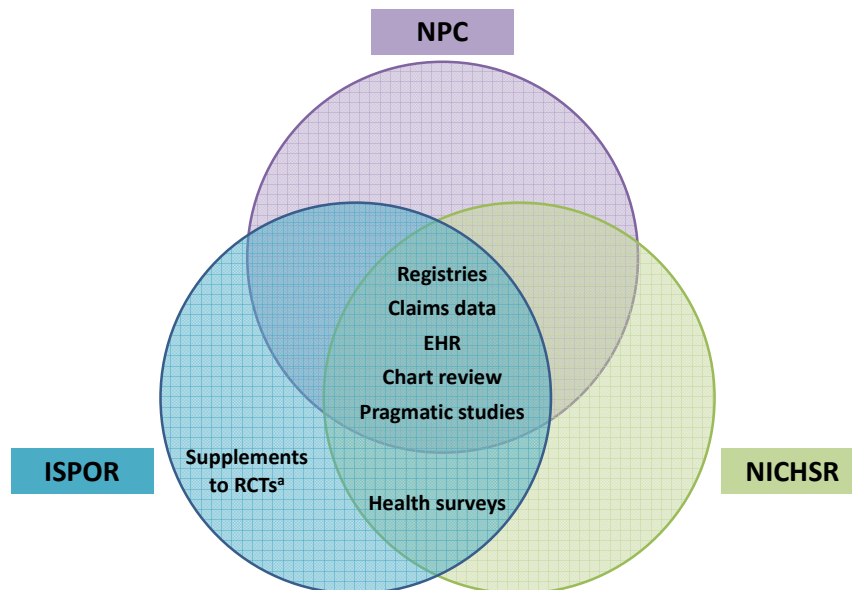 NPC
Registries
Claims data
EHR
Chart review
Pragmatic studies
ISPOR
Supplements
to RCTsᵃ
Health surveys
NICHSR